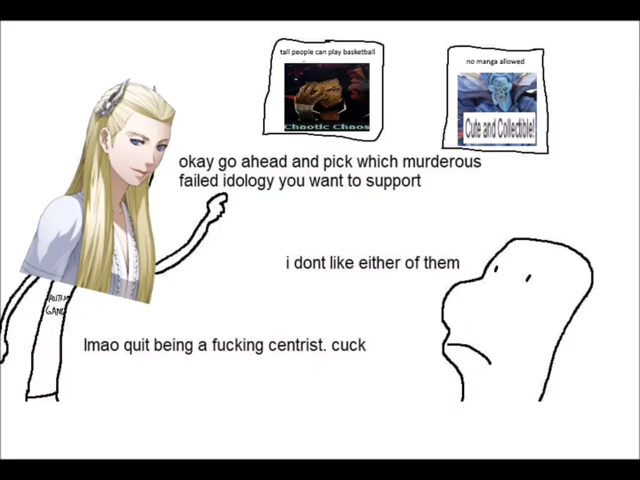 tall people can play basketball
Chaotic Chaos
no manga allowed
Cute and Collectible!
okay go ahead and pick which murderous
failed idology you want to support
i dont like either of them
GANG
lmao quit being a fucking centrist. cuck